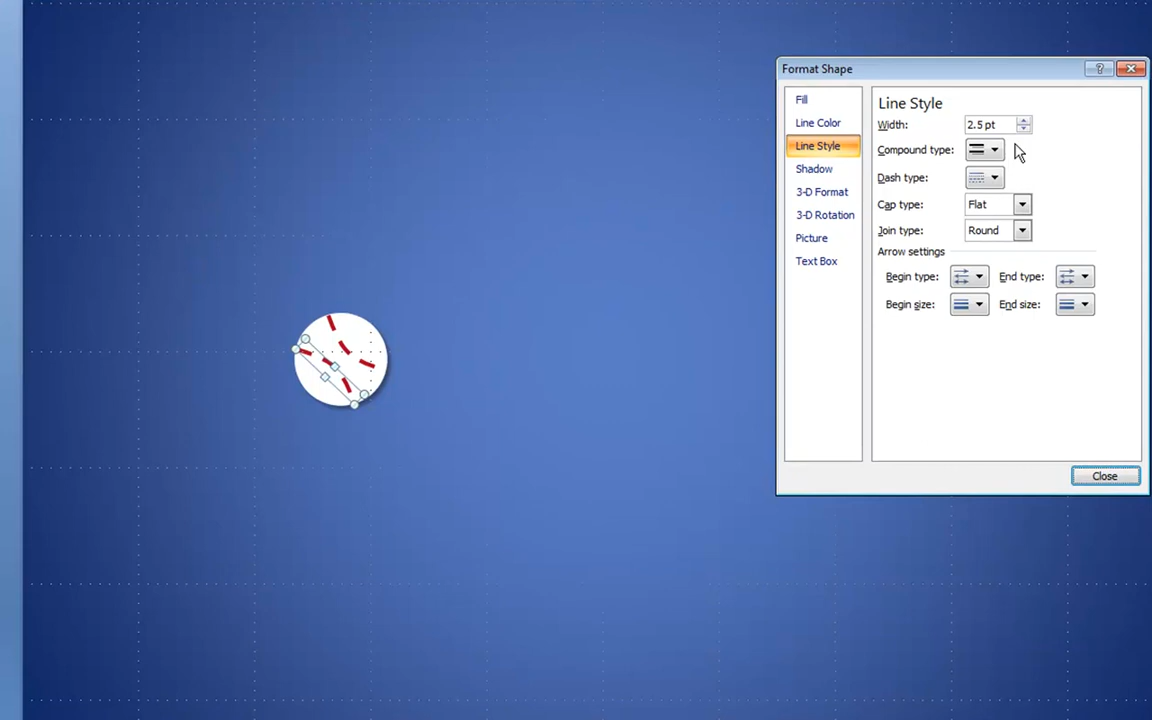 Format Shape
?
Fill
Line Color
Line Style
Shadow
3-D Format
3-D Rotation
Picture
Text Box
Line Style
Width: 2.5 pt
Compound type:
Dash type:
Cap type: Flat
Join type: Round
Arrow settings
Begin type: End type:
Begin size: End size:
Close